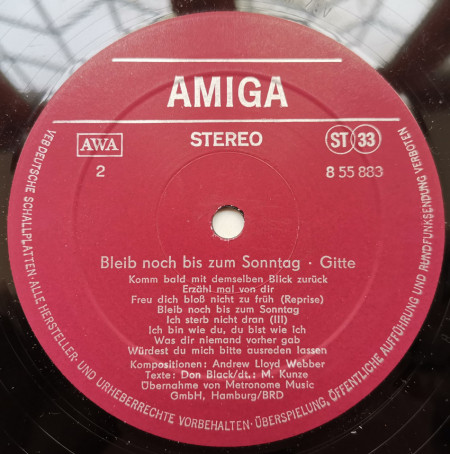 AMIGA
AWA
STEREO
ST 33
2
8 55 883
Bleib noch bis zum Sonntag · Gitte
Komm bald mit demselben Blick zurück
Erzähl mal von dir
Freu dich bloß nicht zu früh (Reprise)
Bleib noch bis zum Sonntag
Ich sterb nicht dran (III)
Ich bin wie du, du bist wie ich
Was dir niemand vorher gab
Würdest du mich bitte ausreden lassen
Kompositionen: Andrew Lloyd Webber
Texte: Don Black/dt.: M. Kunze
Übernahme von Metronome Music
GmbH, Hamburg/BRD
VEB DEUTSCHE SCHALLPLATTEN·ALLE HERSTELLER- UND URHEBERRECHTE VORBEHALTEN·ÜBERSPIELUNG, ÖFFENTLICHE AUFFÜHRUNG UND RUNDFUNKSENDUNG VERBOTEN